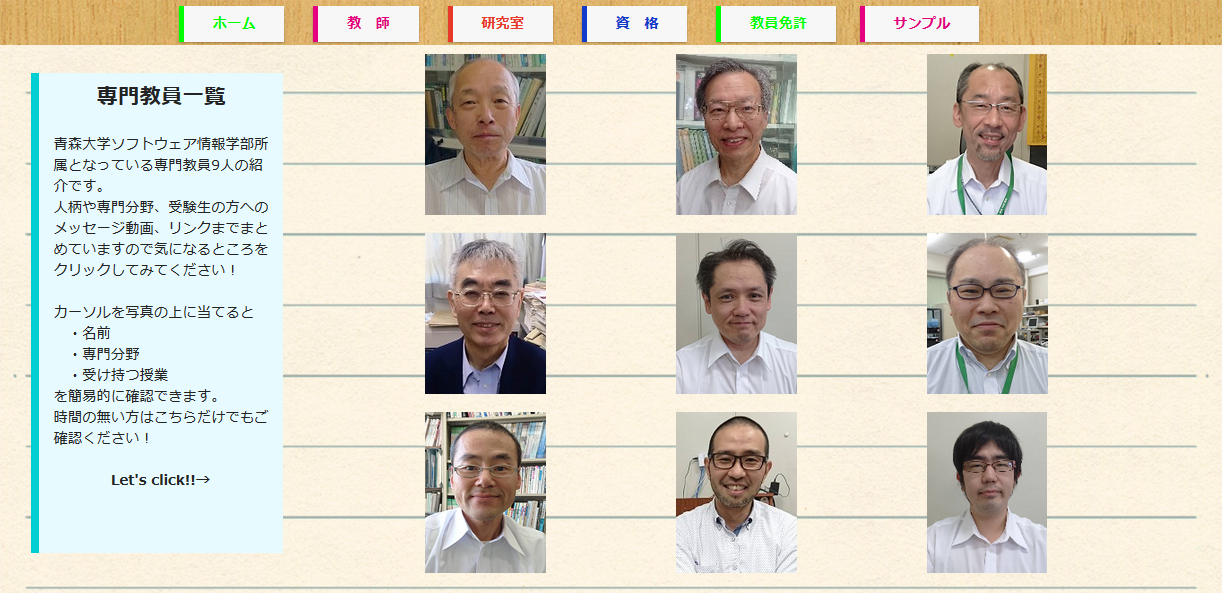 ホーム 教　師 研究室 資　格 教員免許 サンプル
専門教員一覧
青森大学ソフトウェア情報学部所
属となっている専門教員9人の紹
介です。
人柄や専門分野、受験生の方への
メッセージ動画、リンクまでまと
めていますので気になるところを
クリックしてみてください！
カーソルを写真の上に当てると
・名前
・専門分野
・受け持つ授業
を簡易的に確認できます。
時間の無い方はこちらだけでもご
確認ください！
Let's click!!→